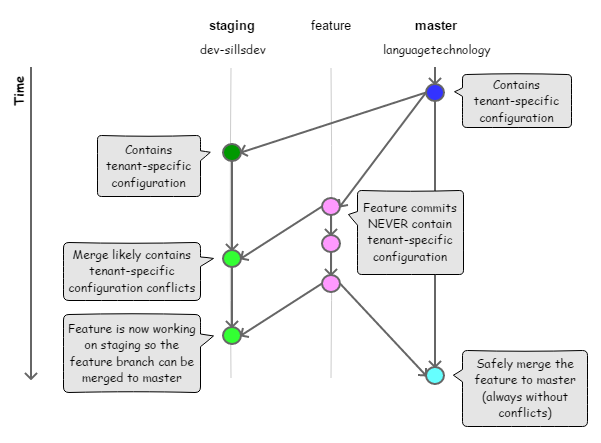 staging
feature
master
dev-sillsdev
languagetechnology
Time
Contains
tenant-specific
configuration
Contains
tenant-specific
configuration
Feature commits
NEVER contain
tenant-specific
configuration
Merge likely contains
tenant-specific
configuration conflicts
Feature is now working
on staging so the
feature branch can be
merged to master
Safely merge the
feature to master
(always without
conflicts)